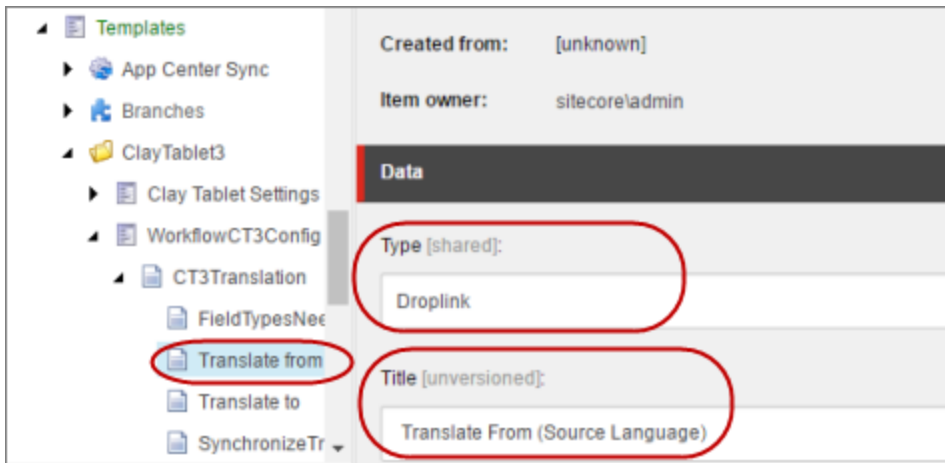 Templates
App Center Sync
Branches
ClayTablet3
Clay Tablet Settings
WorkflowCT3Config
CT3Translation
FieldTypesNee
Translate from
Translate to
SynchronizeTr
Created from: [unknown]
Item owner: sitecore\admin
Data
Type [shared]:
Droplink
Title [unversioned]:
Translate From (Source Language)